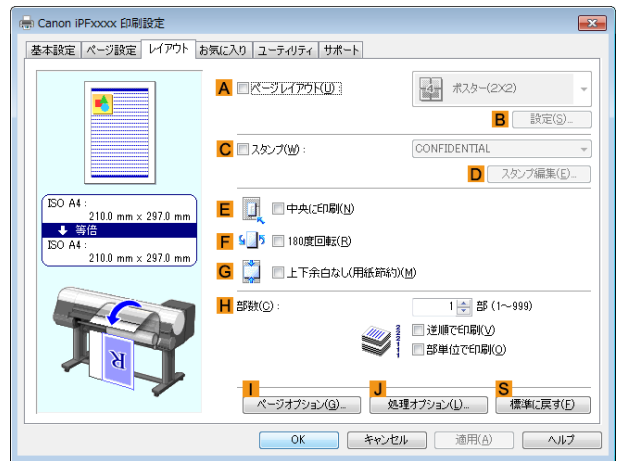 Canon iPFxxxx 印刷設定
基本設定 ページ設定 レイアウト お気に入り ユーティリティ サポート
A ページレイアウト(U) : 4 ポスター(2×2)
B 設定(S)...
C スタンプ(W) : CONFIDENTIAL
D スタンプ編集(E)...
ISO A4 :
210.0 mm x 297.0 mm
等倍
ISO A4 :
210.0 mm x 297.0 mm
E 中央に印刷(N)
F 180度回転(R)
G 上下余白なし(用紙節約)(M)
H 部数(C) : 1 部 (1～999)
逆順で印刷(V)
部単位で印刷(O)
R
I ページオプション(G)...
J 処理オプション(L)...
S 標準に戻す(F)
OK キャンセル 適用(A) ヘルプ